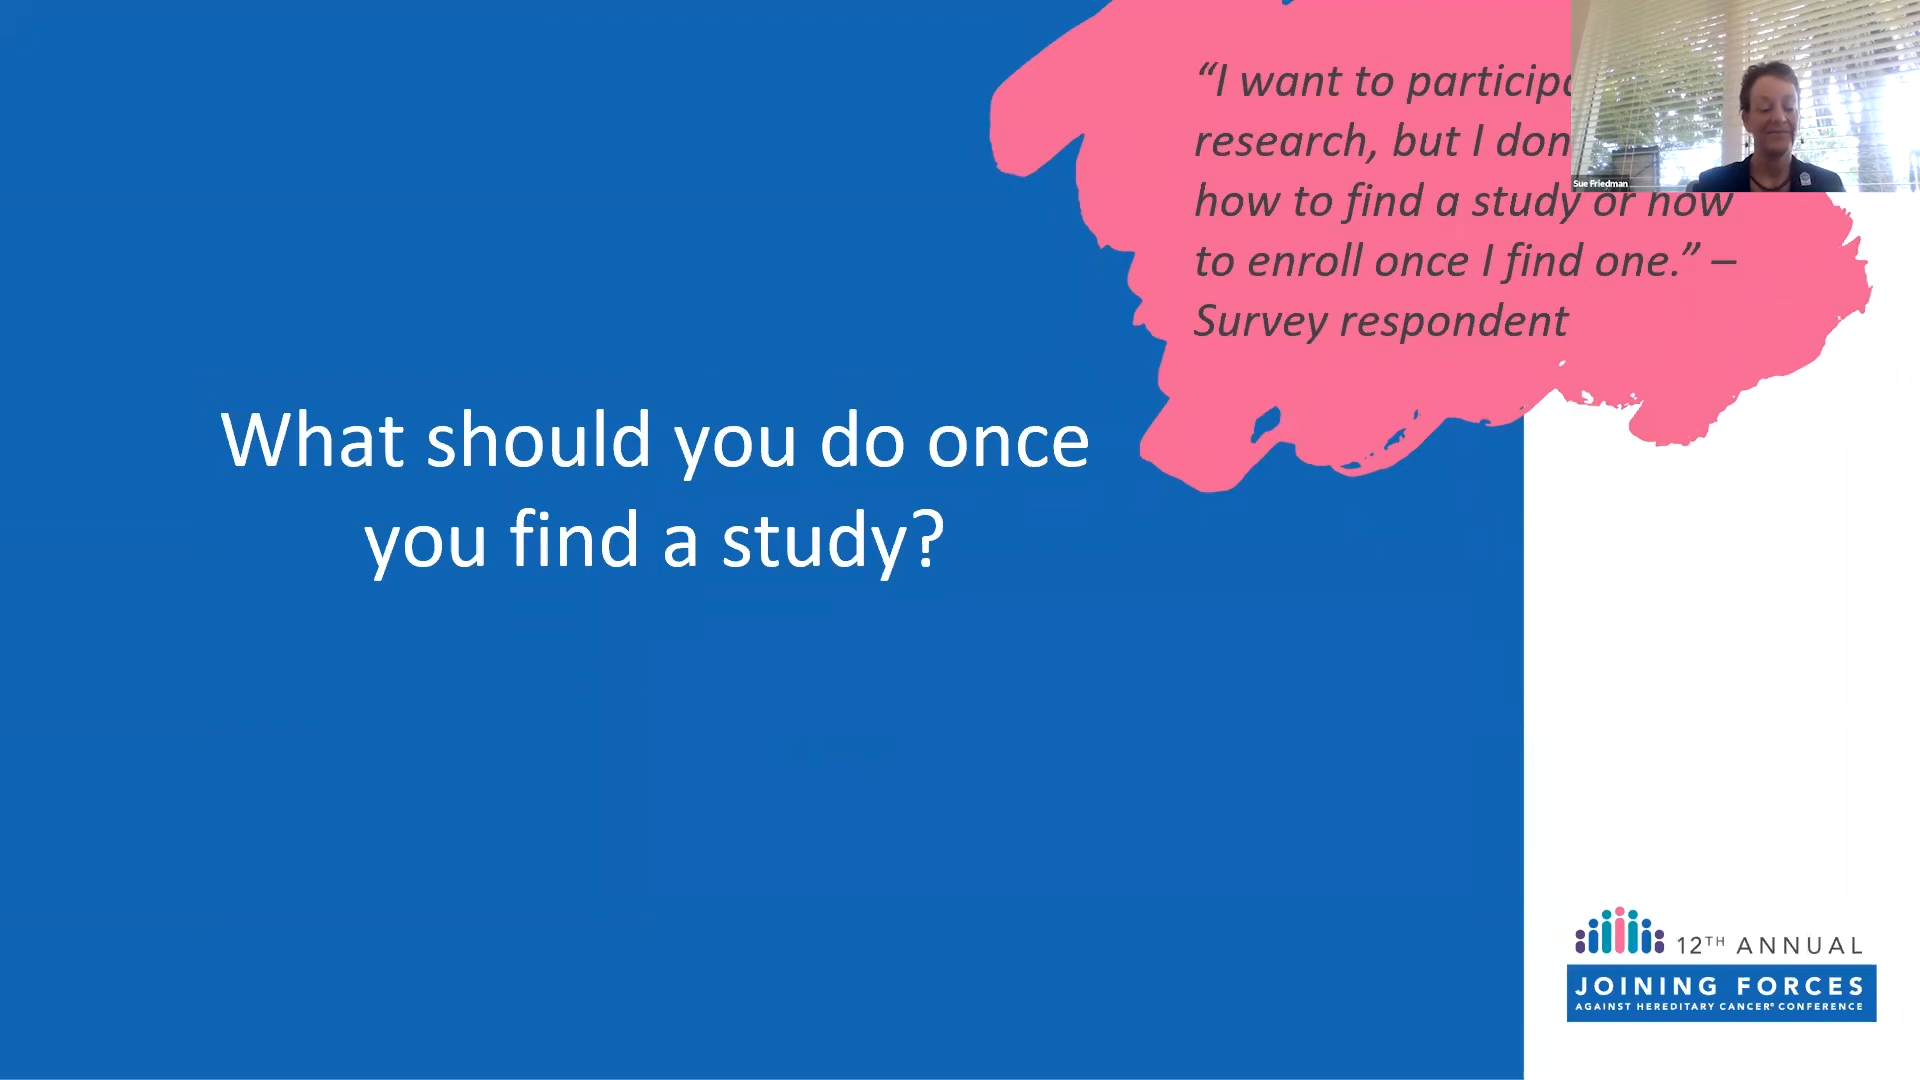 “I want to particip
research, but I don
how to find a study or how
to enroll once I find one.” –
Survey respondent
Sue Friedman
What should you do once
you find a study?
12TH ANNUAL
JOINING FORCES
AGAINST HEREDITARY CANCER® CONFERENCE